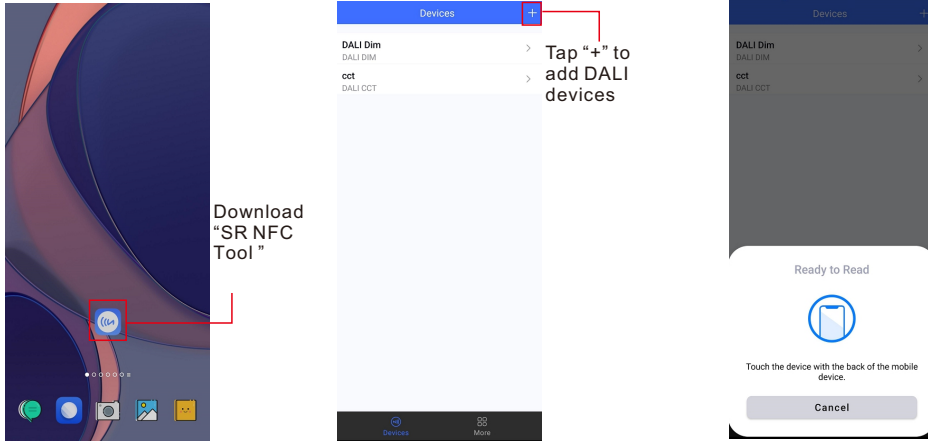 Download
“SR NFC
Tool ”
Devices +
DALI Dim
DALI DIM
cct
DALI CCT
Devices
More
Tap “+” to
add DALI
devices
Devices +
DALI Dim
DALI DIM
cct
DALI CCT
Ready to Read
Touch the device with the back of the mobile
device.
Cancel